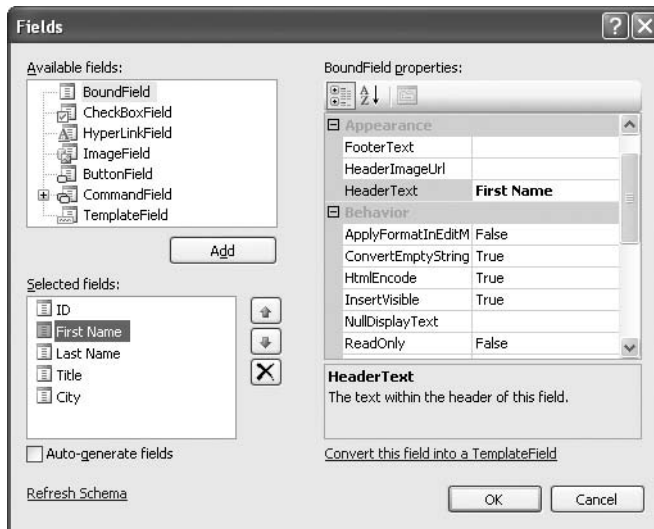 Fields
Available fields:
BoundField
CheckBoxField
HyperLinkField
ImageField
ButtonField
CommandField
TemplateField
Add
Selected fields:
ID
First Name
Last Name
Title
City
Auto-generate fields
Refresh Schema
BoundField properties:
Appearance
FooterText
HeaderImageUrl
HeaderText First Name
Behavior
ApplyFormatInEditM False
ConvertEmptyString True
HtmlEncode True
InsertVisible True
NullDisplayText
ReadOnly False
HeaderText
The text within the header of this field.
Convert this field into a TemplateField
OK Cancel